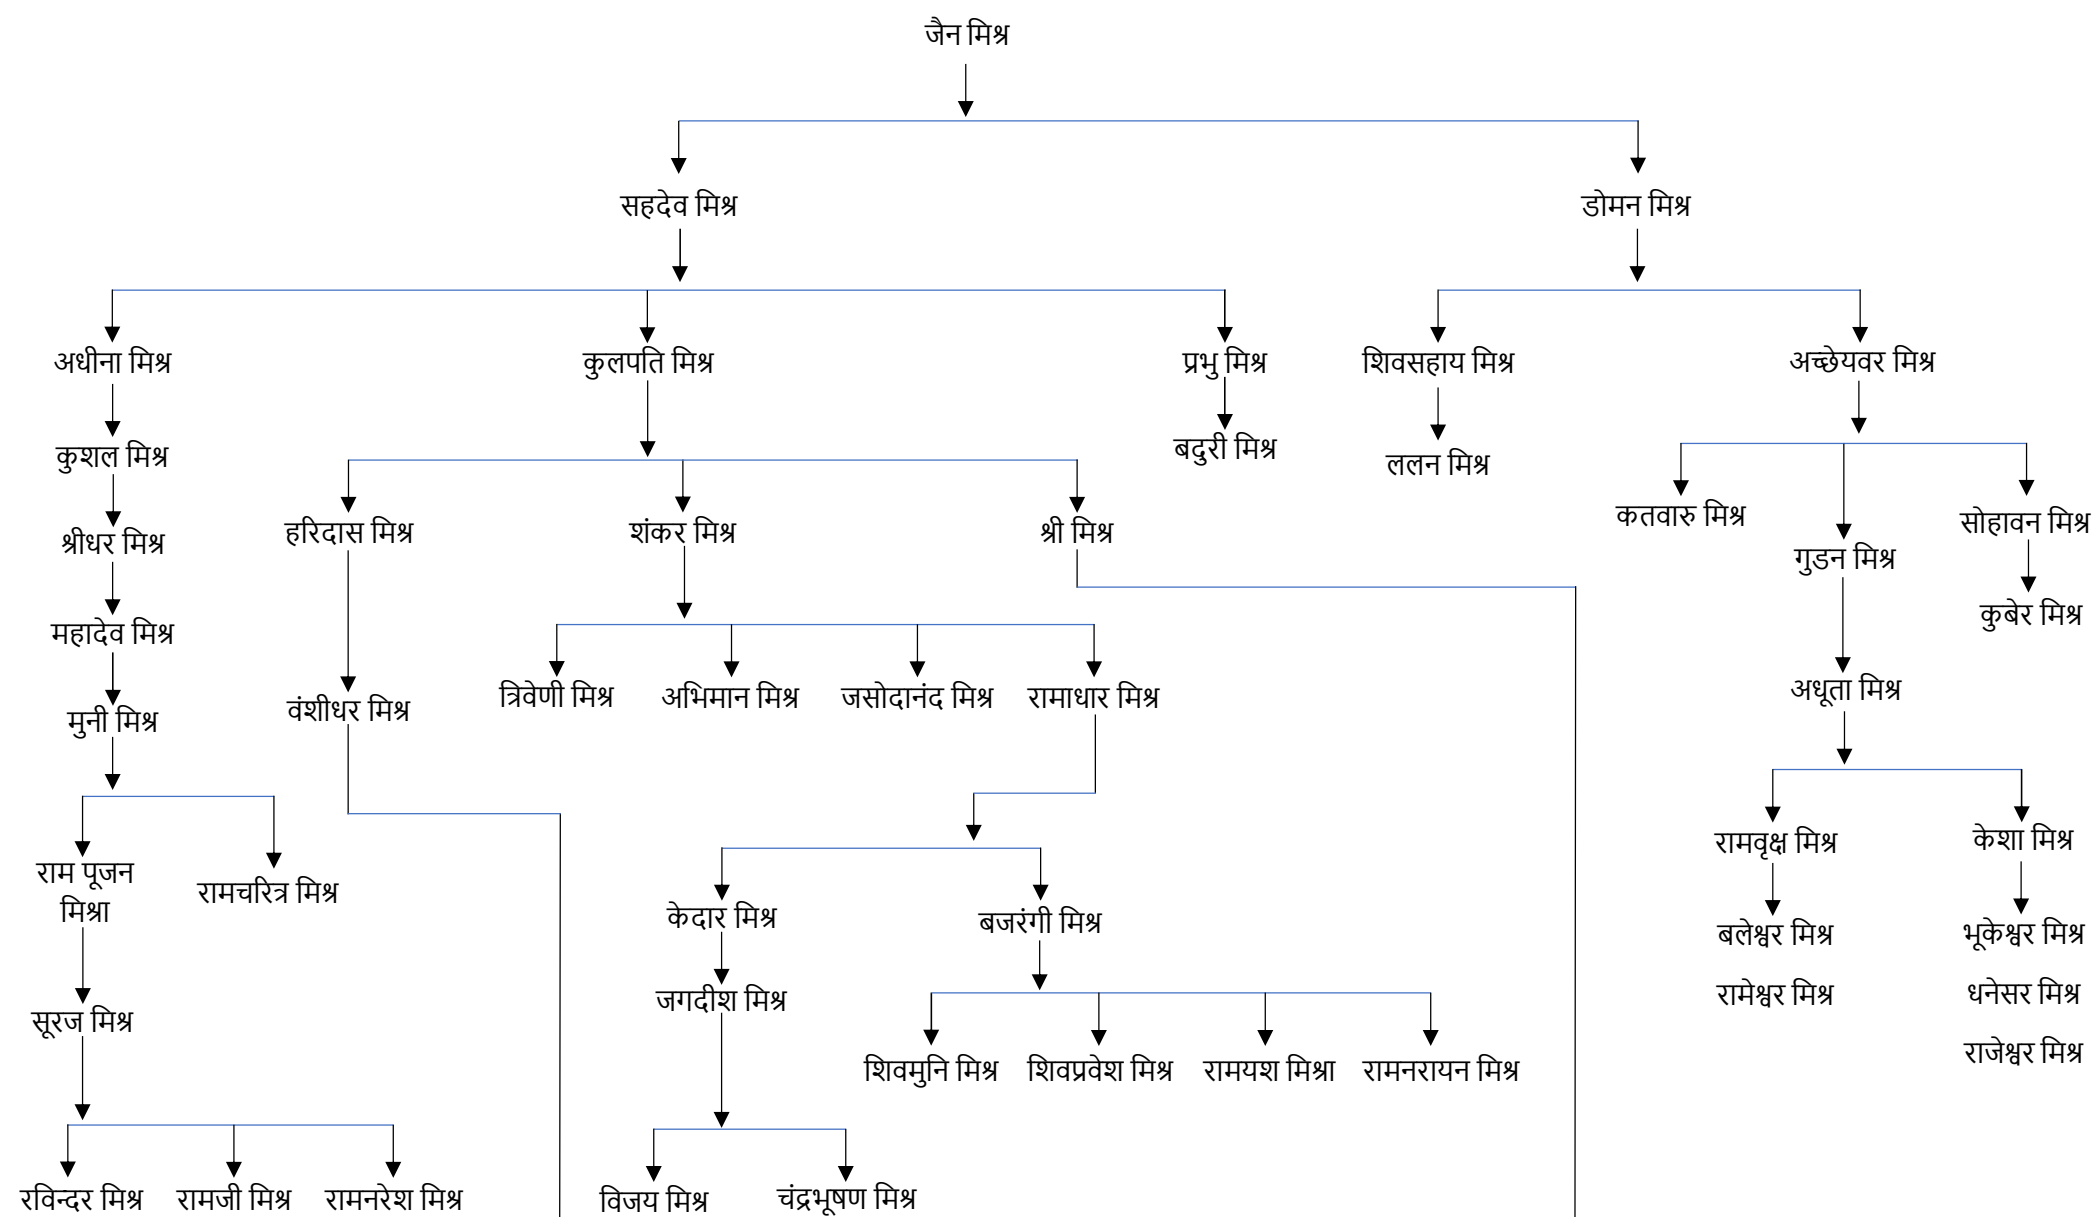 जैन मिश्र
सहदेव मिश्र
डोमन मिश्र
अधीना मिश्र
कुलपति मिश्र
प्रभु मिश्र
शिवसहाय मिश्र
अच्छेयवर मिश्र
कुशल मिश्र
बदुरी मिश्र
ललन मिश्र
श्रीधर मिश्र
हरिदास मिश्र
शंकर मिश्र
श्री मिश्र
कतवारु मिश्र
गुडन मिश्र
सोहावन मिश्र
महादेव मिश्र
कुबेर मिश्र
मुनी मिश्र
वंशीधर मिश्र
त्रिवेणी मिश्र
अभिमान मिश्र
जसोदानंद मिश्र
रामाधार मिश्र
अधूता मिश्र
राम पूजन
मिश्रा
रामचरित्र मिश्र
केदार मिश्र
बजरंगी मिश्र
रामवृक्ष मिश्र
केशा मिश्र
बलेश्वर मिश्र
भूकेश्वर मिश्र
रामेश्वर मिश्र
धनेसर मिश्र
राजेश्वर मिश्र
सूरज मिश्र
जगदीश मिश्र
शिवमुनि मिश्र
शिवप्रवेश मिश्र
रामयश मिश्रा
रामनरायन मिश्र
रविन्दर मिश्र
रामजी मिश्र
रामनरेश मिश्र
विजय मिश्र
चंद्रभूषण मिश्र